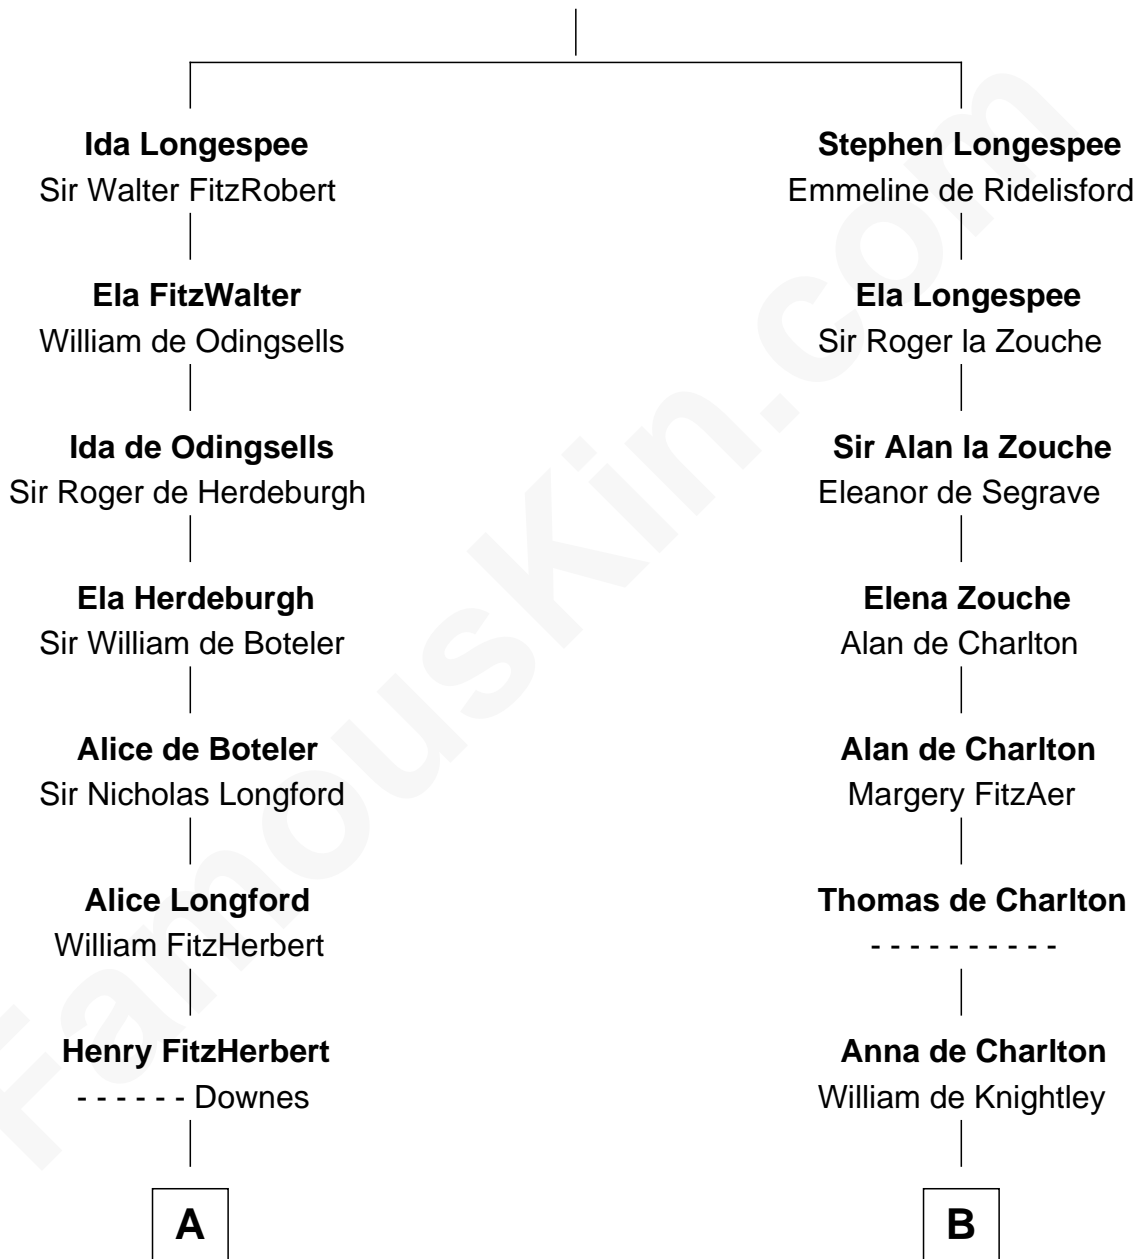 Ida Longespee
Sir Walter FitzRobert
Ela FitzWalter
William de Odingsells
Ida de Odingsells
Sir Roger de Herdeburgh
Ela Herdeburgh
Sir William de Boteler
Alice de Boteler
Sir Nicholas Longford
Alice Longford
William FitzHerbert
Henry FitzHerbert
- - - - - - Downes
A
Stephen Longespee
Emmeline de Ridelisford
Ela Longespee
Sir Roger la Zouche
Sir Alan la Zouche
Eleanor de Segrave
Elena Zouche
Alan de Charlton
Alan de Charlton
Margery FitzAer
Thomas de Charlton
- - - - - - - - - -
Anna de Charlton
William de Knightley
B
FamousKin.com